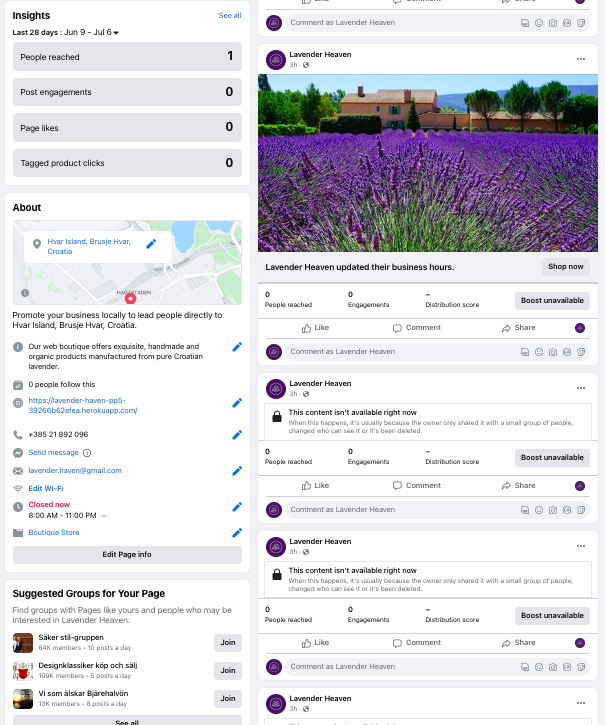 Insights
See all
Last 28 days : Jun 9 - Jul 6
People reached
1
Post engagements
0
Page likes
0
Tagged product clicks
0
About
Hvar Island, Brusje Hvar,
Croatia
HAGASTADEN
Promote your business locally to lead people directly to
Hvar Island, Brusje Hvar, Croatia.
Our web boutique offers exquisite, handmade and
organic products manufactured from pure Croatian
lavender.
0 people follow this
https://lavender-haven-pp5-
39266b62efea.herokuapp.com/
+385 21 892 096
Send message
lavender.haven@gmail.com
Edit Wi-Fi
Closed now
8:00 AM - 11:00 PM
Boutique Store
Edit Page info
Suggested Groups for Your Page
Find groups with Pages like yours and people who may be
interested in Lavender Heaven.
Säker stil-gruppen
64K members • 10 posts a day
Join
Designklassiker köp och sälj
109K members • 5 posts a day
Join
Vi som älskar Bjärehalvön
13K members • 8 posts a day
Join
See all
Like
Comment
Share
Comment as Lavender Heaven
Lavender Heaven
3h ·
Lavender Heaven updated their business hours.
Shop now
0
People reached
0
Engagements
–
Distribution score
Boost unavailable
Like
Comment
Share
Comment as Lavender Heaven
Lavender Heaven
3h ·
This content isn't available right now
When this happens, it's usually because the owner only shared it with a small group of people,
changed who can see it or it's been deleted.
0
People reached
0
Engagements
–
Distribution score
Boost unavailable
Like
Comment
Share
Comment as Lavender Heaven
Lavender Heaven
3h ·
This content isn't available right now
When this happens, it's usually because the owner only shared it with a small group of people,
changed who can see it or it's been deleted.
0
People reached
0
Engagements
–
Distribution score
Boost unavailable
Like
Comment
Share
Comment as Lavender Heaven
Lavender Heaven
3h ·